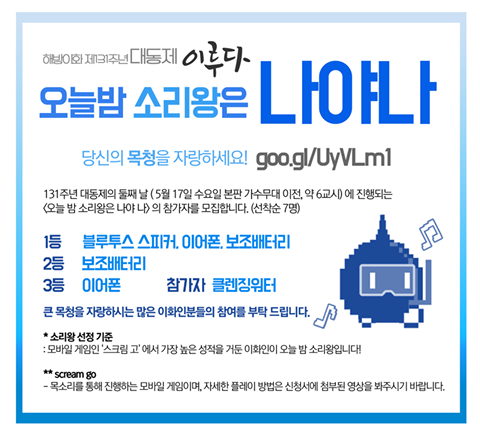 해방이화 제131주년 대동제 이루다
오늘밤 소리왕은 나야나
당신의 목청을 자랑하세요! goo.gl/UyVLm1
131주년 대동제의 둘째 날 ( 5월 17일 수요일 본판 가수무대 이전, 약 6교시) 에 진행되는
<오늘 밤 소리왕은 나야 나> 의 참가자를 모집합니다. (선착순 7명)
1등 블루투스 스피커, 이어폰, 보조배터리
2등 보조배터리
3등 이어폰 참가자 클렌징워터
큰 목청을 자랑하시는 많은 이화인분들의 참여를 부탁 드립니다.
* 소리왕 선정 기준
: 모바일 게임인 '스크림 고' 에서 가장 높은 성적을 거둔 이화인이 오늘 밤 소리왕입니다!
** scream go
- 목소리를 통해 진행하는 모바일 게임이며, 자세한 플레이 방법은 신청서에 첨부된 영상을 봐주시기 바랍니다.